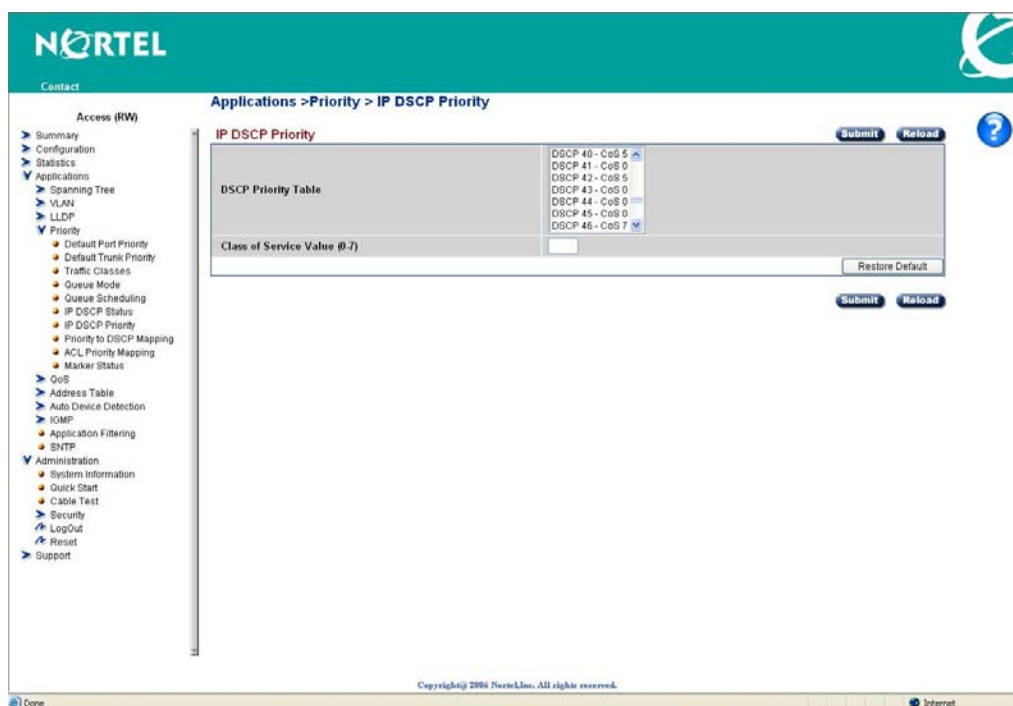 NORTEL
Contact
Access (RW)
Summary
Configuration
Statistics
Applications
Spanning Tree
VLAN
LLDP
Priority
Default Port Priority
Default Trunk Priority
Traffic Classes
Queue Mode
Queue Scheduling
IP DSCP Status
IP DSCP Priority
Priority to DSCP Mapping
ACL Priority Mapping
Marker Status
QoS
Address Table
Auto Device Detection
IGMP
Application Filtering
SNTP
Administration
System Information
Quick Start
Cable Test
Security
LogOut
Reset
Support
Applications >Priority > IP DSCP Priority
IP DSCP Priority
Submit Reload
?
DSCP Priority Table
DSCP 40 - CoS 5
DSCP 41 - CoS 0
DSCP 42 - CoS 5
DSCP 43 - CoS 0
DSCP 44 - CoS 0
DSCP 45 - CoS 0
DSCP 46 - CoS 7
Class of Service Value (0-7)
Restore Default
Submit Reload
Copyright@ 2006 Nortel,Inc. All rights reserved.
Done Internet